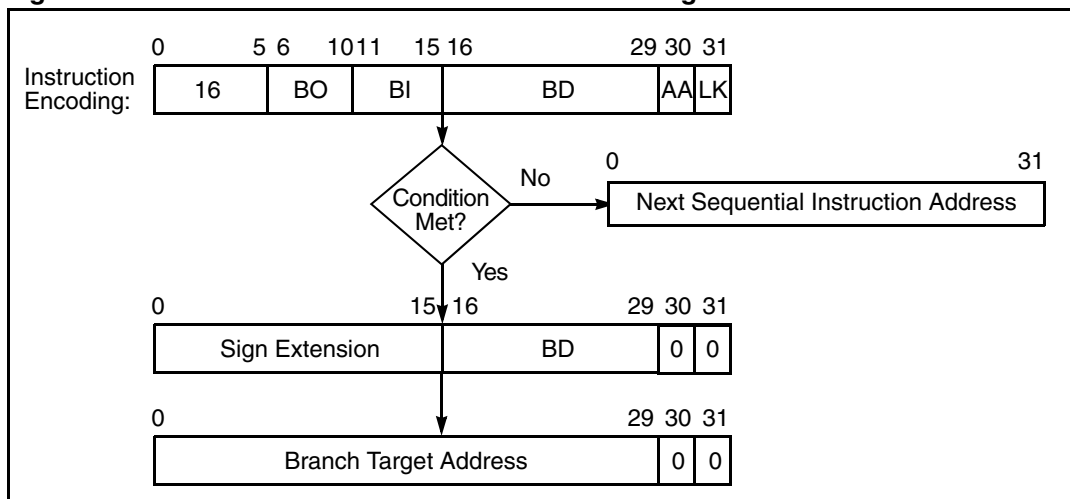 0 5 6 10 11 15 16 29 30 31
Instruction
Encoding:
16 BO BI BD AA LK
Condition
Met?
No
0 31
Next Sequential Instruction Address
Yes
0 15 16 29 30 31
Sign Extension BD 0 0
0 29 30 31
Branch Target Address 0 0